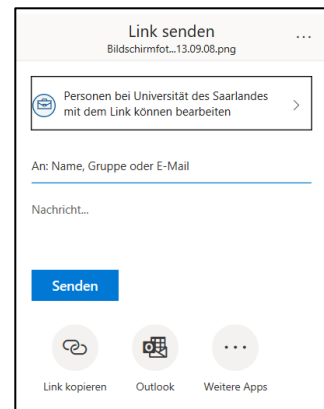 Link senden
Bildschirmfot...13.09.08.png
Personen bei Universität des Saarlandes
mit dem Link können bearbeiten
An: Name, Gruppe oder E-Mail
Nachricht...
Senden
Link kopieren Outlook Weitere Apps